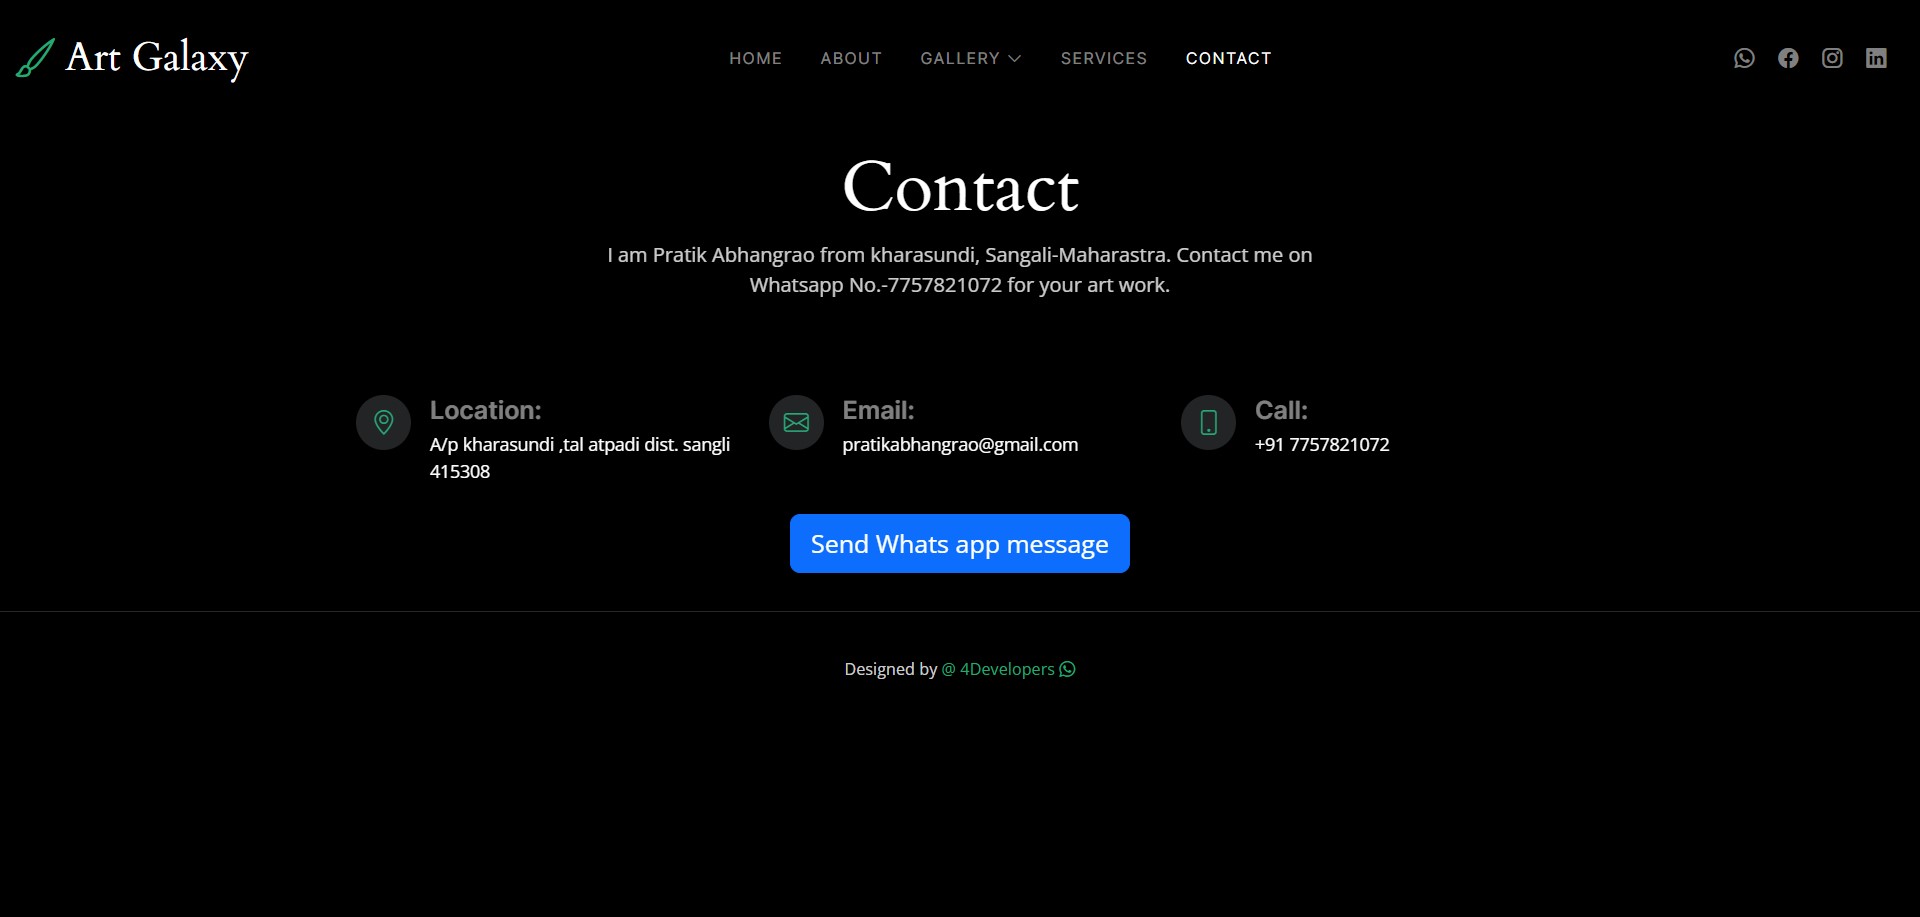 Art Galaxy
HOME ABOUT GALLERY SERVICES CONTACT
Contact
I am Pratik Abhangrao from kharasundi, Sangali-Maharastra. Contact me on
Whatsapp No.-7757821072 for your art work.
Location:
A/p kharasundi ,tal atpadi dist. sangli
415308
Email:
pratikabhangrao@gmail.com
Call:
+91 7757821072
Send Whats app message
Designed by @ 4Developers